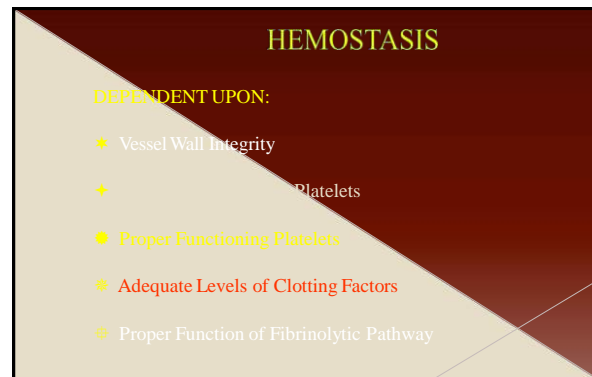 HEMOSTASIS
DEPENDENT UPON:
Vessel Wall Integrity
Platelets
Proper Functioning Platelets
Adequate Levels of Clotting Factors
Proper Function of Fibrinolytic Pathway